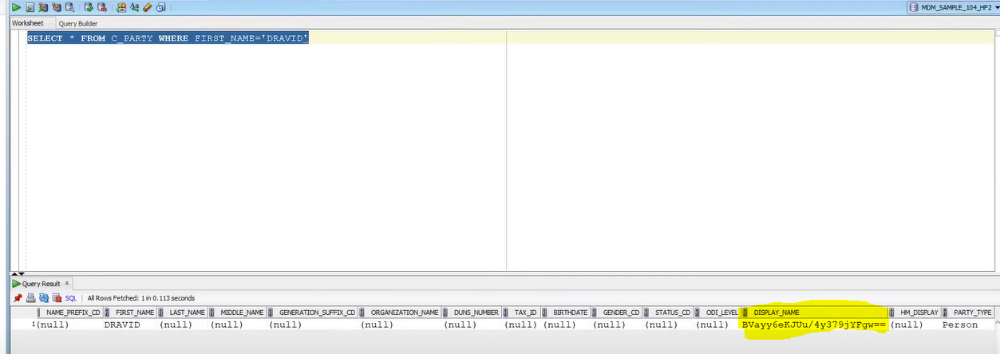 MDM_SAMPLE_104_HF2
Worksheet Query Builder
SELECT * FROM C_PARTY WHERE FIRST_NAME='DRAVID'
Query Result x
SQL | All Rows Fetched: 1 in 0.113 seconds
NAME_PREFIX_CD FIRST_NAME LAST_NAME MIDDLE_NAME GENERATION_SUFFIX_CD ORGANIZATION_NAME DUNS_NUMBER TAX_ID BIRTHDATE GENDER_CD STATUS_CD ODI_LEVEL DISPLAY_NAME HM_DISPLAY PARTY_TYPE
1 (null) DRAVID (null) (null) (null) (null) (null) (null) (null) (null) (null) (null) BVayy6eKJUu/4y379jYFgw== (null) Person